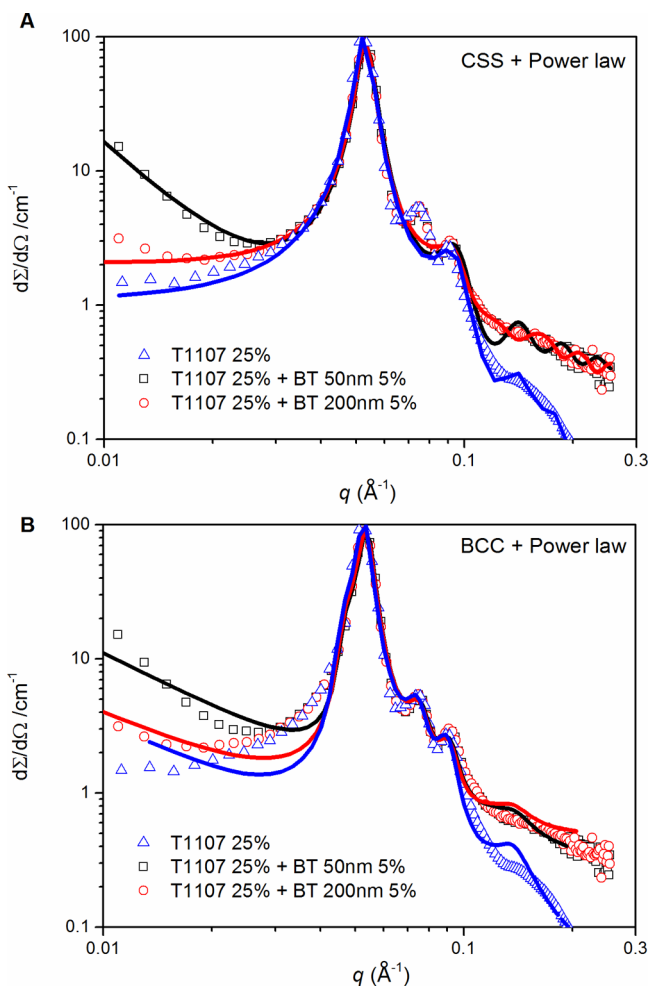 A
CSS + Power law
100
10
1
0.1
dΣ/dΩ /cm⁻¹
T1107 25%
T1107 25% + BT 50nm 5%
T1107 25% + BT 200nm 5%
0.01
0.1
0.3
q (Å⁻¹)
B
BCC + Power law
100
10
1
0.1
dΣ/dΩ /cm⁻¹
T1107 25%
T1107 25% + BT 50nm 5%
T1107 25% + BT 200nm 5%
0.01
0.1
0.3
q (Å⁻¹)